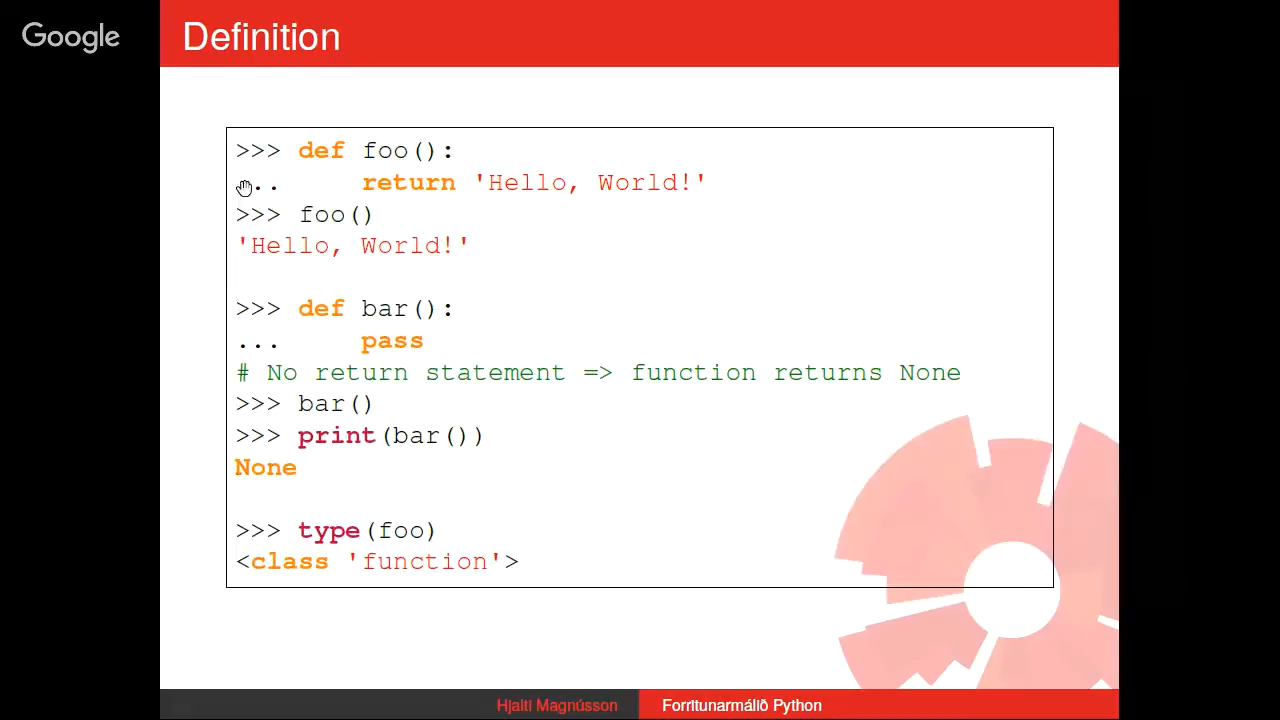 Google
Definition
>>> def foo():
... return 'Hello, World!'
>>> foo()
'Hello, World!'
>>> def bar():
... pass
# No return statement => function returns None
>>> bar()
>>> print(bar())
None
>>> type(foo)
<class 'function'>
Hjalti Magnússon
Forritunarmálið Python